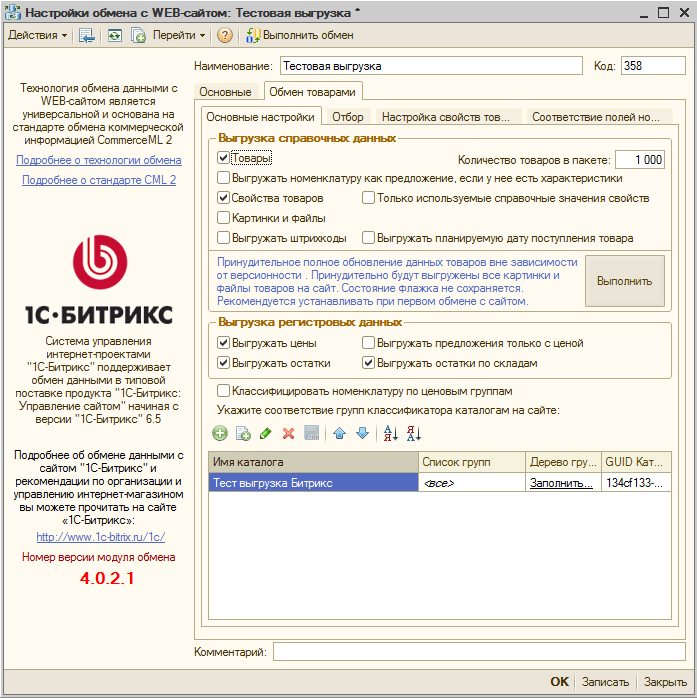 Настройки обмена с WEB-сайтом: Тестовая выгрузка *
Действия
Перейти
Выполнить обмен
Технология обмена данными с
WEB-сайтом является
универсальной и основана на
стандарте обмена коммерческой
информацией CommerceML 2
Подробнее о технологии обмена
Подробнее о стандарте CML 2
1С·БИТРИКС
Система управления
интернет-проектами
"1С-Битрикс" поддерживает
обмен данными в типовой
поставке продукта "1С-Битрикс:
Управление сайтом" начиная с
версии "1С-Битрикс" 6.5
Подробнее об обмене данными с
сайтом "1С-Битрикс" и
рекомендации по организации и
управлению интернет-магазином
вы можете прочитать на сайте
«1С-Битрикс»:
http://www.1c-bitrix.ru/1c/
Номер версии модуля обмена
4.0.2.1
Наименование: Тестовая выгрузка Код: 358
Основные Обмен товарами
Основные настройки Отбор Настройка свойств тов... Соответствие полей но...
Выгрузка справочных данных
Товары Количество товаров в пакете: 1 000
Выгружать номенклатуру как предложение, если у нее есть характеристики
Свойства товаров Только используемые справочные значения свойств
Картинки и файлы
Выгружать штрихкоды Выгружать планируемую дату поступления товара
Принудительное полное обновление данных товаров вне зависимости
от версионности . Принудительно будут выгружены все картинки и
файлы товаров на сайт. Состояние флажка не сохраняется.
Рекомендуется устанавливать при первом обмене с сайтом.
Выполнить
Выгрузка регистровых данных
Выгружать цены Выгружать предложения только с ценой
Выгружать остатки Выгружать остатки по складам
Классифицировать номенклатуру по ценовым группам
Укажите соответствие групп классификатора каталогам на сайте:
Имя каталога Список групп Дерево гру... GUID Кат...
Тест выгрузка Битрикс <все> Заполнить... 134cf133-...
Комментарий:
OK Записать Закрыть